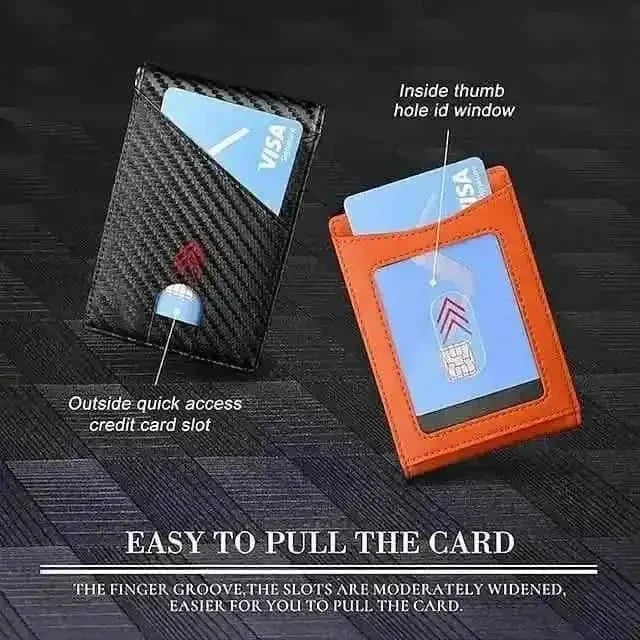 Inside thumb
hole id window
VISA
VISA
Outside quick access
credit card slot
EASY TO PULL THE CARD
THE FINGER GROOVE,THE SLOTS ARE MODERATELY WIDENED,
EASIER FOR YOU TO PULL THE CARD.